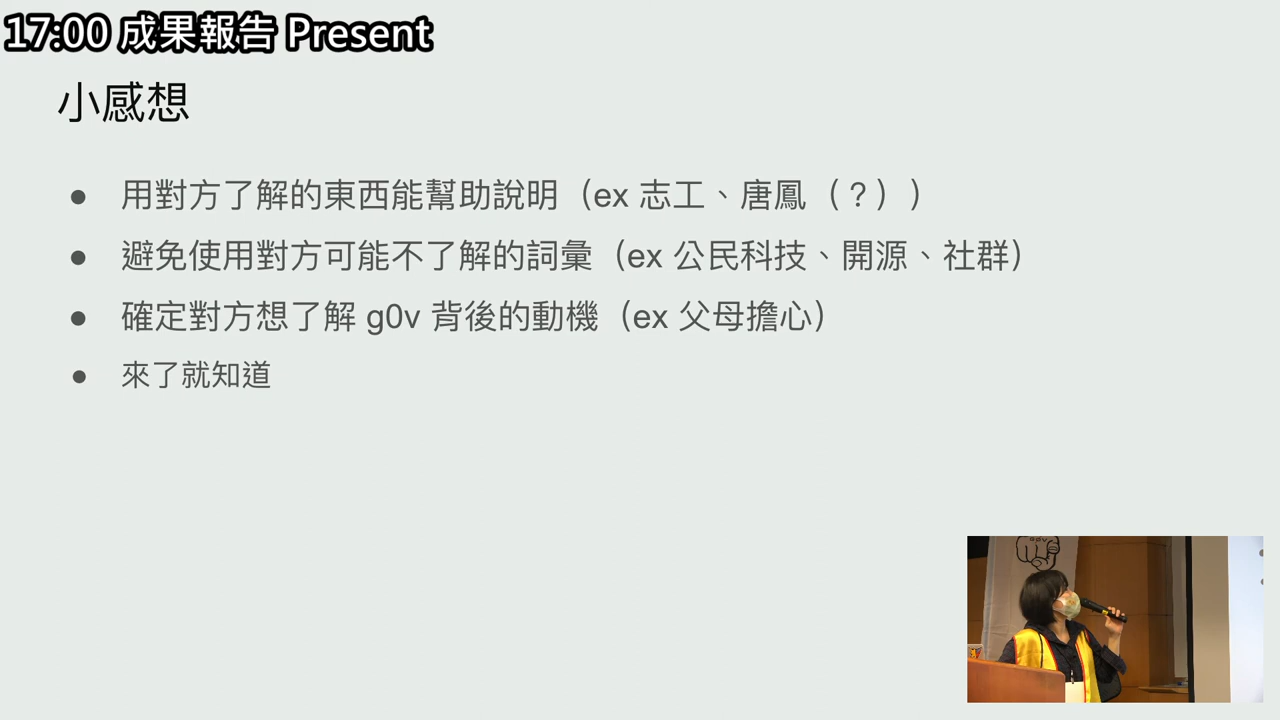 17:00 成果報告 Present
小感想
● 用對方了解的東西能幫助說明（ex 志工、唐鳳（？））
● 避免使用對方可能不了解的詞彙（ex 公民科技、開源、社群）
● 確定對方想了解 g0v 背後的動機（ex 父母擔心）
● 來了就知道